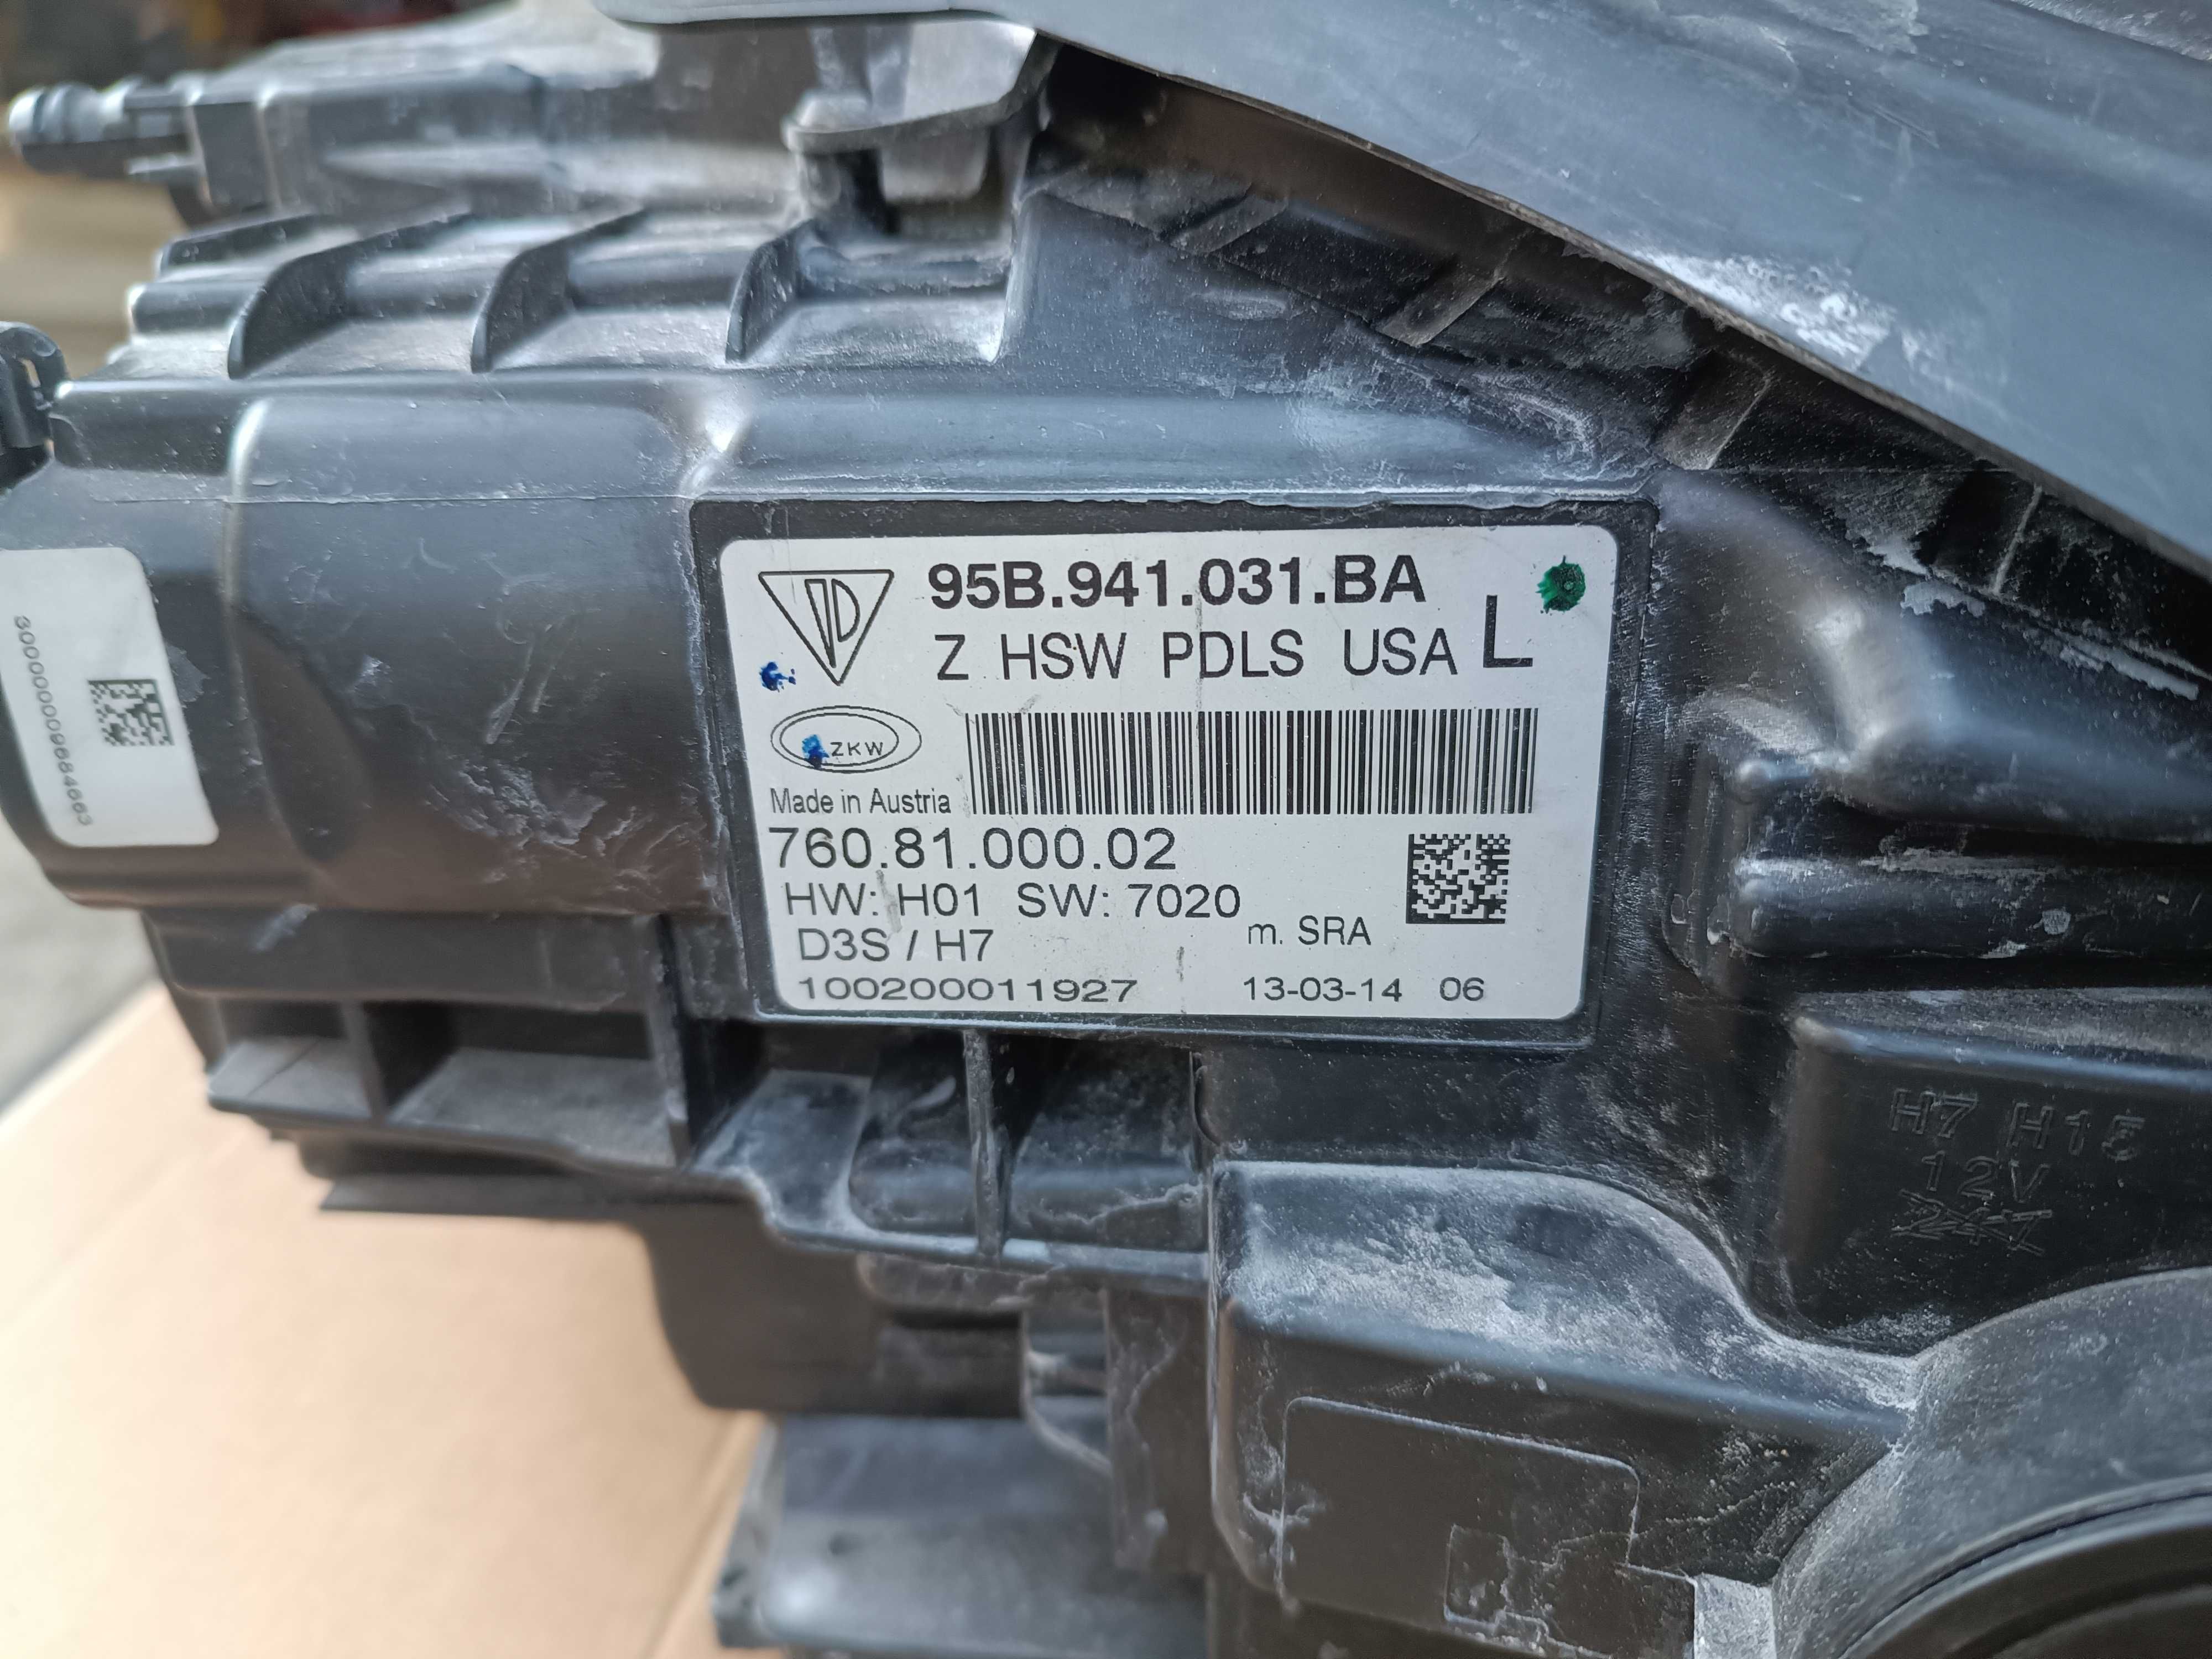 95B.941.031.BA
Z HSW PDLS USA L
ZKW
Made in Austria
760.81.000.02
HW: H01 SW: 7020
m. SRA
D3S / H7
100200011927 13-03-14 06
H7 H15
12V